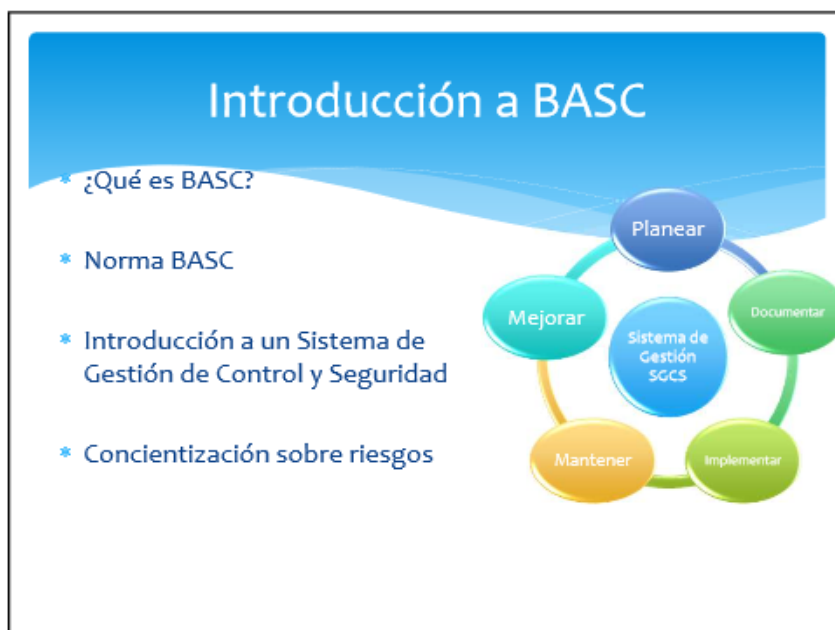 Introducción a BASC
* ¿Qué es BASC?
* Norma BASC
* Introducción a un Sistema de
Gestión de Control y Seguridad
* Concientización sobre riesgos
Planear
Documentar
Implementar
Mantener
Mejorar
Sistema de
Gestión
SGCS